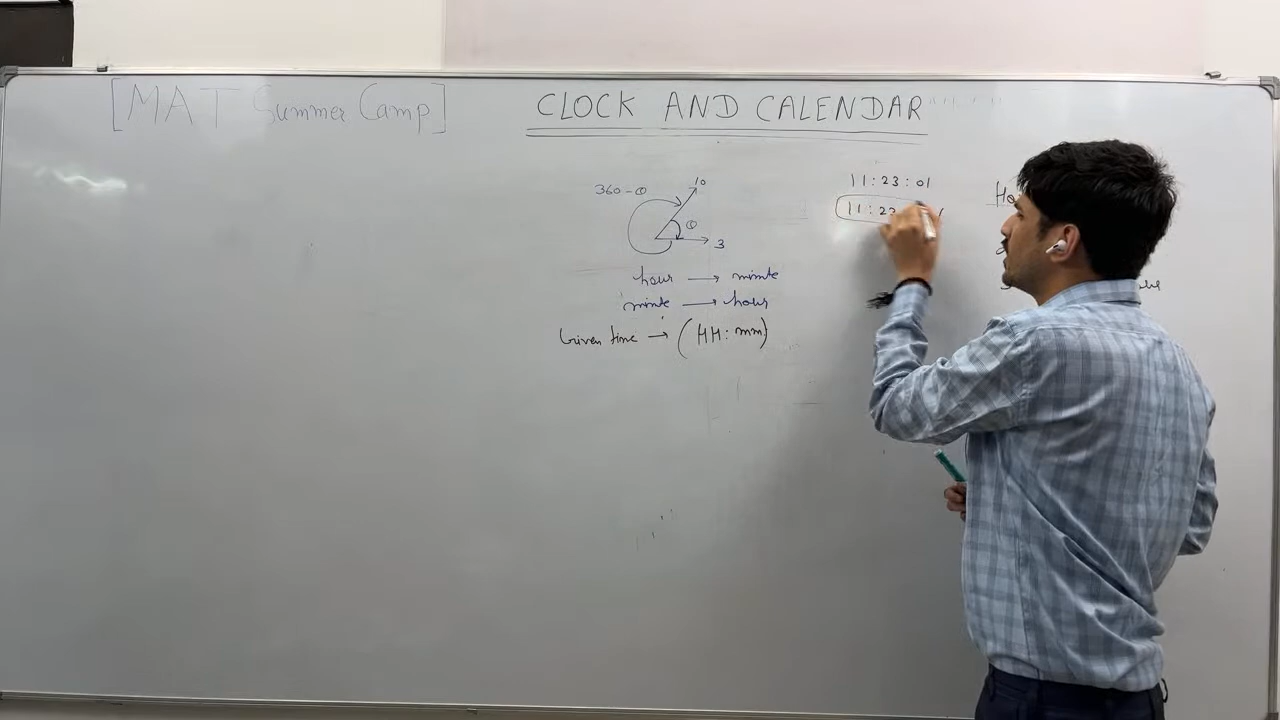 [MAT Summer Camp]
CLOCK AND CALENDAR
360-θ
10
θ
3
hour → minute
minute → hour
Given time → (HH:mm)
11:23:01
11:23